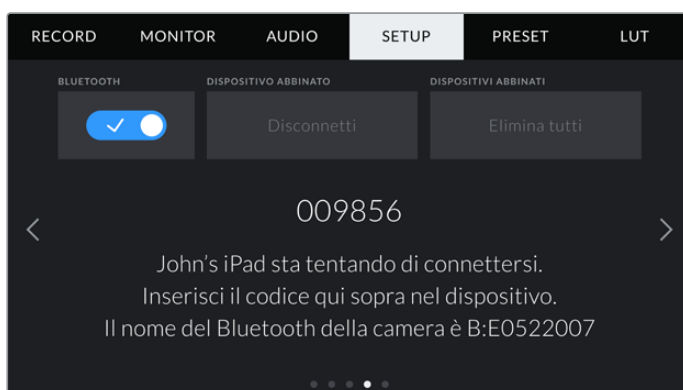 RECORD MONITOR AUDIO SETUP PRESET LUT
BLUETOOTH DISPOSITIVO ABBINATO DISPOSITIVI ABBINATI
Disconnetti Elimina tutti
009856
John’s iPad sta tentando di connettersi.
Inserisci il codice qui sopra nel dispositivo.
Il nome del Bluetooth della camera è B:E0522007